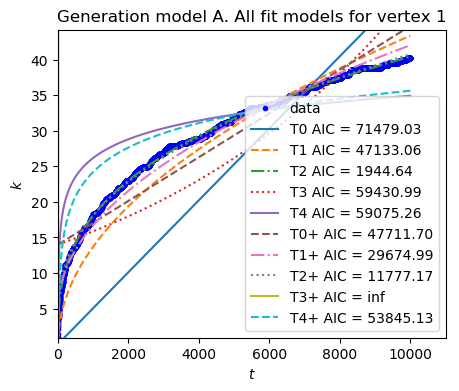 Generation model A. All fit models for vertex 1
k
40
35
30
25
20
15
10
5
data
T0 AIC = 71479.03
T1 AIC = 47133.06
T2 AIC = 1944.64
T3 AIC = 59430.99
T4 AIC = 59075.26
T0+ AIC = 47711.70
T1+ AIC = 29674.99
T2+ AIC = 11777.17
T3+ AIC = inf
T4+ AIC = 53845.13
0 2000 4000 6000 8000 10000
t